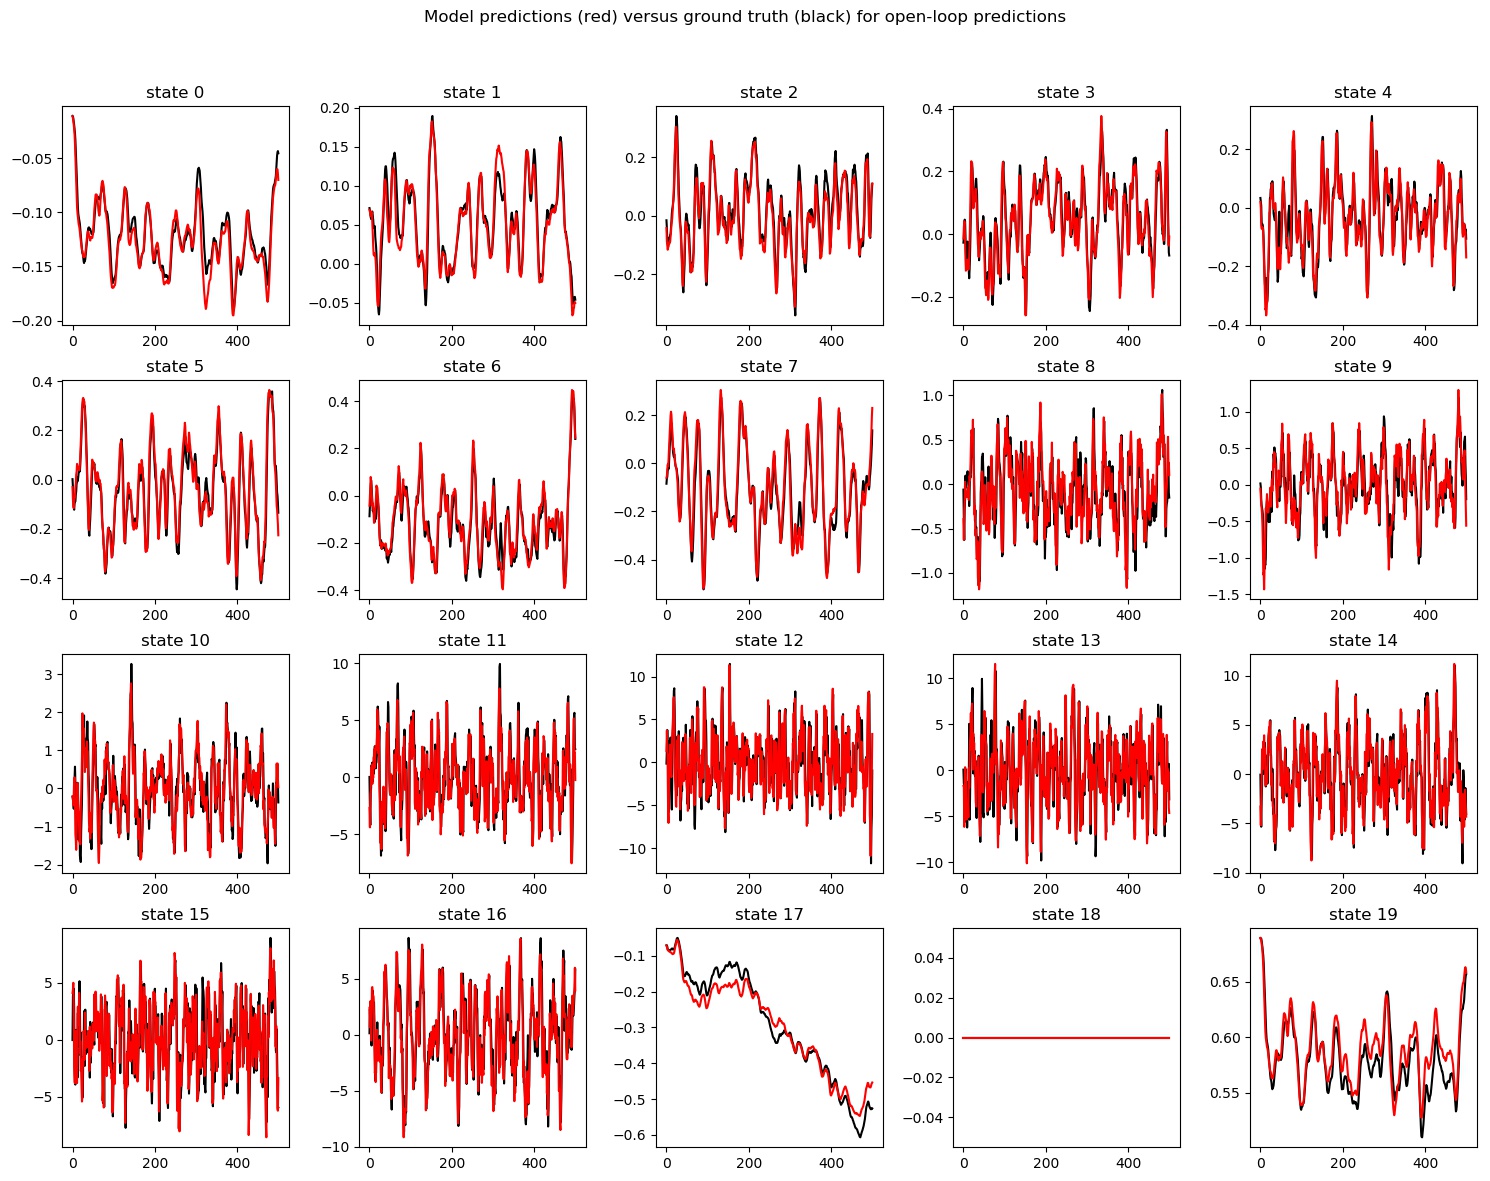 Model predictions (red) versus ground truth (black) for open-loop predictions
state 0 state 1 state 2 state 3 state 4
−0.05 −0.10 −0.15 −0.20
0.20 0.15 0.10 0.05 0.00 −0.05
0.2 0.0 −0.2
0.4 0.2 0.0 −0.2
0.2 0.0 −0.2 −0.4
0 200 400 0 200 400 0 200 400 0 200 400 0 200 400
state 5 state 6 state 7 state 8 state 9
0.4 0.2 0.0 −0.2 −0.4
0.4 0.2 0.0 −0.2 −0.4
0.2 0.0 −0.2 −0.4
1.0 0.5 0.0 −0.5 −1.0
1.0 0.5 0.0 −0.5 −1.0 −1.5
0 200 400 0 200 400 0 200 400 0 200 400 0 200 400
state 10 state 11 state 12 state 13 state 14
3 2 1 0 −1 −2
10 5 0 −5
10 5 0 −5 −10
10 5 0 −5 −10
10 5 0 −5 −10
0 200 400 0 200 400 0 200 400 0 200 400 0 200 400
state 15 state 16 state 17 state 18 state 19
5 0 −5
5 0 −5 −10
−0.1 −0.2 −0.3 −0.4 −0.5 −0.6
0.04 0.02 0.00 −0.02 −0.04
0.65 0.60 0.55
0 200 400 0 200 400 0 200 400 0 200 400 0 200 400